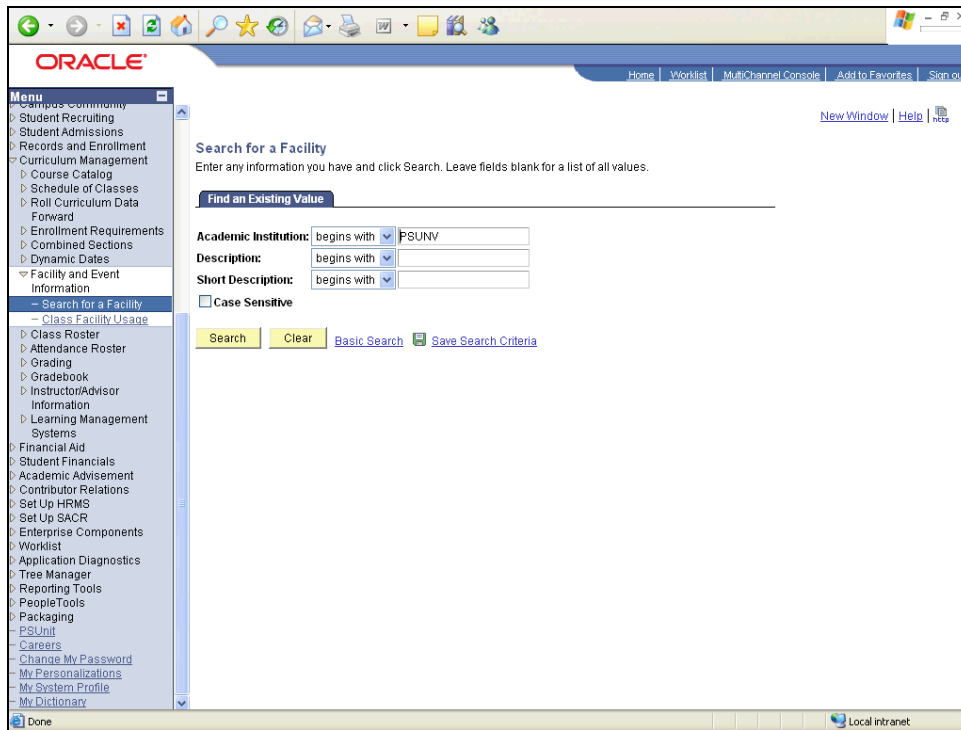 ORACLE
Home | Worklist | MultiChannel Console | Add to Favorites | Sign ou
Menu
Campus Community
Student Recruiting
Student Admissions
Records and Enrollment
Curriculum Management
Course Catalog
Schedule of Classes
Roll Curriculum Data
Forward
Enrollment Requirements
Combined Sections
Dynamic Dates
Facility and Event
Information
Search for a Facility
Class Facility Usage
Class Roster
Attendance Roster
Grading
Gradebook
Instructor/Advisor
Information
Learning Management
Systems
Financial Aid
Student Financials
Academic Advisement
Contributor Relations
Set Up HRMS
Set Up SACR
Enterprise Components
Worklist
Application Diagnostics
Tree Manager
Reporting Tools
PeopleTools
Packaging
PSUnit
Careers
Change My Password
My Personalizations
My System Profile
My Dictionary
New Window | Help | http
Search for a Facility
Enter any information you have and click Search. Leave fields blank for a list of all values.
Find an Existing Value
Academic Institution: begins with PSUNV
Description: begins with
Short Description: begins with
Case Sensitive
Search Clear Basic Search Save Search Criteria
Done Local intranet